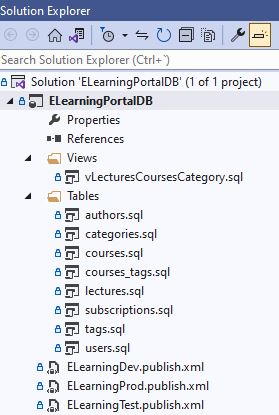 Solution Explorer
Search Solution Explorer (Ctrl+`)
Solution 'ELearningPortalDB' (1 of 1 project)
ELearningPortalDB
Properties
References
Views
vLecturesCoursesCategory.sql
Tables
authors.sql
categories.sql
courses.sql
courses_tags.sql
lectures.sql
subscriptions.sql
tags.sql
users.sql
ELearningDev.publish.xml
ELearningProd.publish.xml
ELearningTest.publish.xml